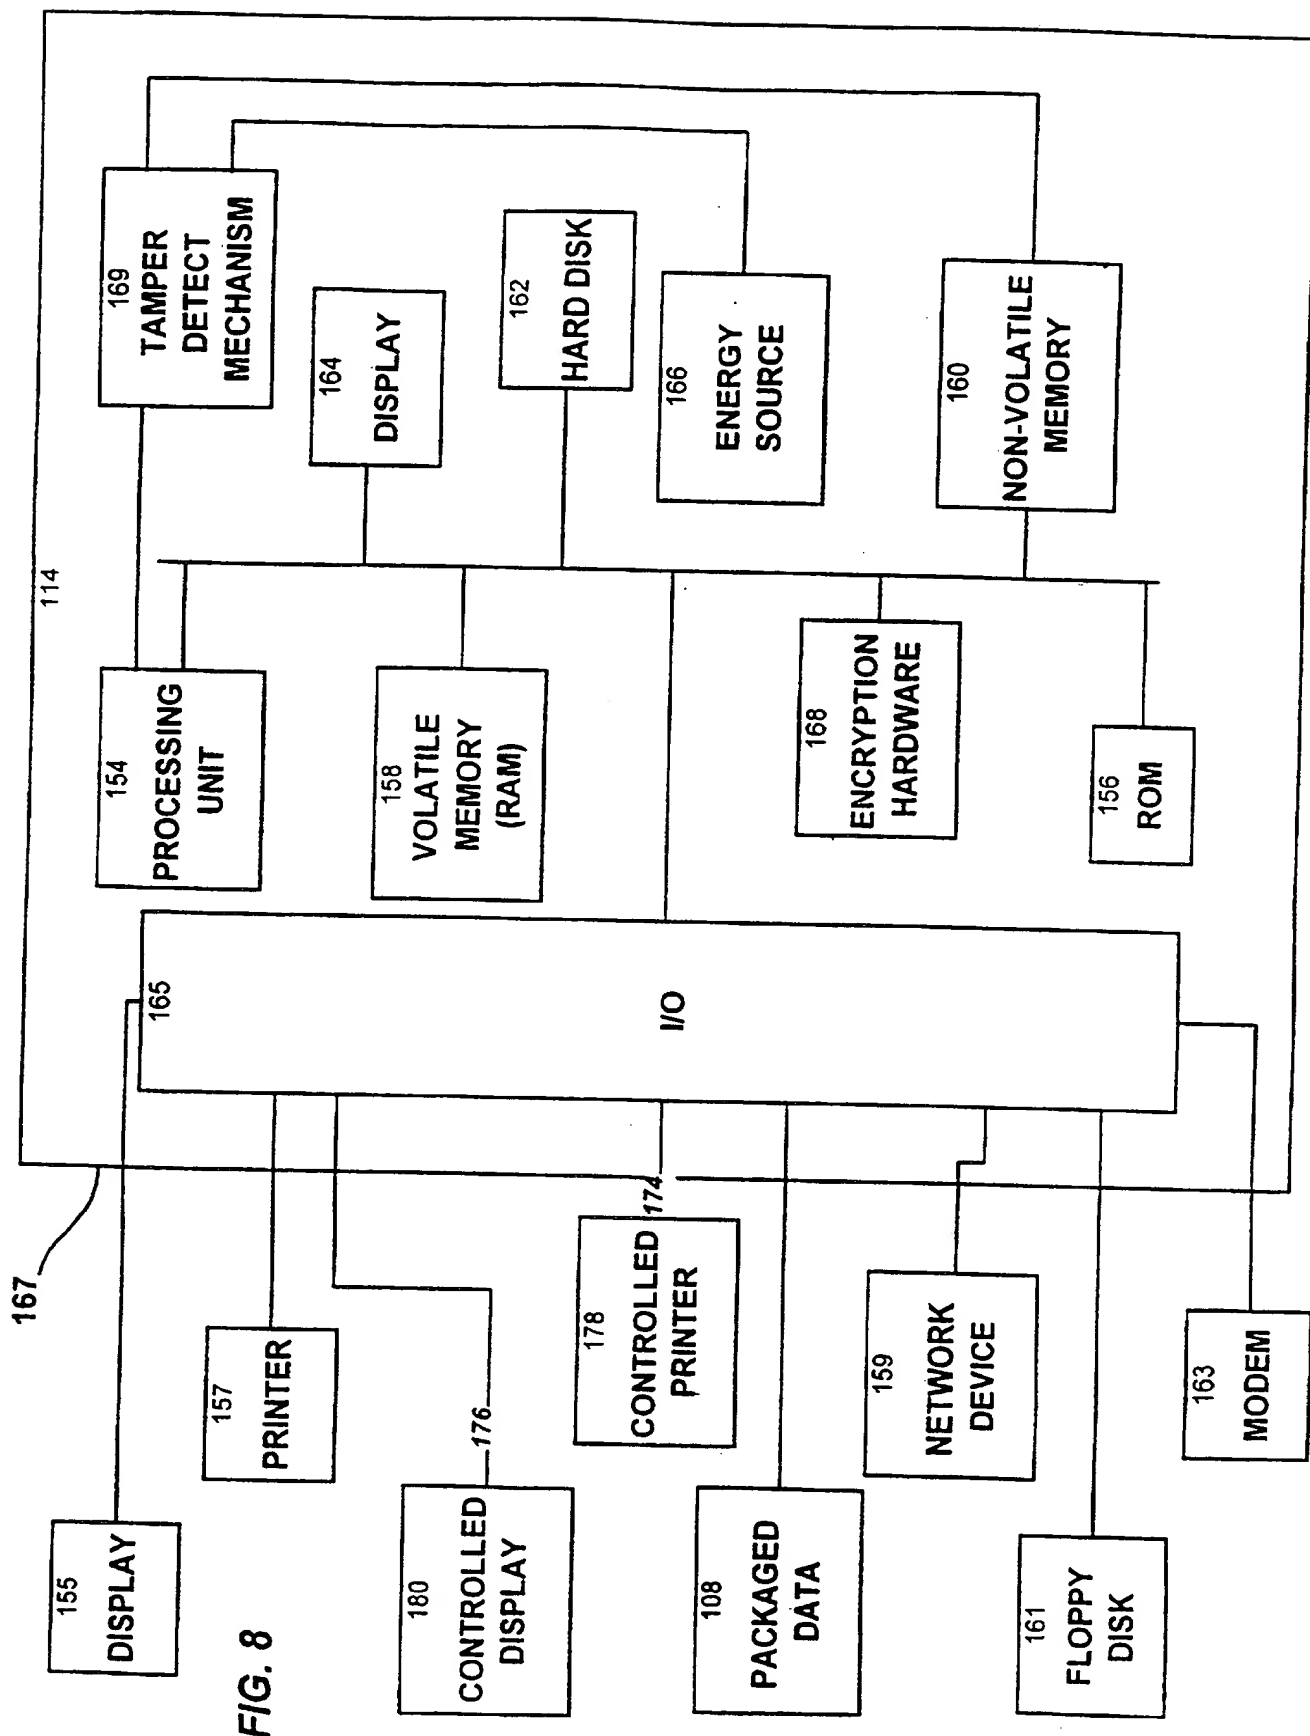 FIG. 8
167
114
155
DISPLAY
157
PRINTER
180
CONTROLLED
DISPLAY
176
178
CONTROLLED
PRINTER
174
108
PACKAGED
DATA
159
NETWORK
DEVICE
161
FLOPPY
DISK
163
MODEM
165
I/O
154
PROCESSING
UNIT
158
VOLATILE
MEMORY
(RAM)
168
ENCRYPTION
HARDWARE
156
ROM
169
TAMPER
DETECT
MECHANISM
164
DISPLAY
162
HARD DISK
166
ENERGY
SOURCE
160
NON-VOLATILE
MEMORY